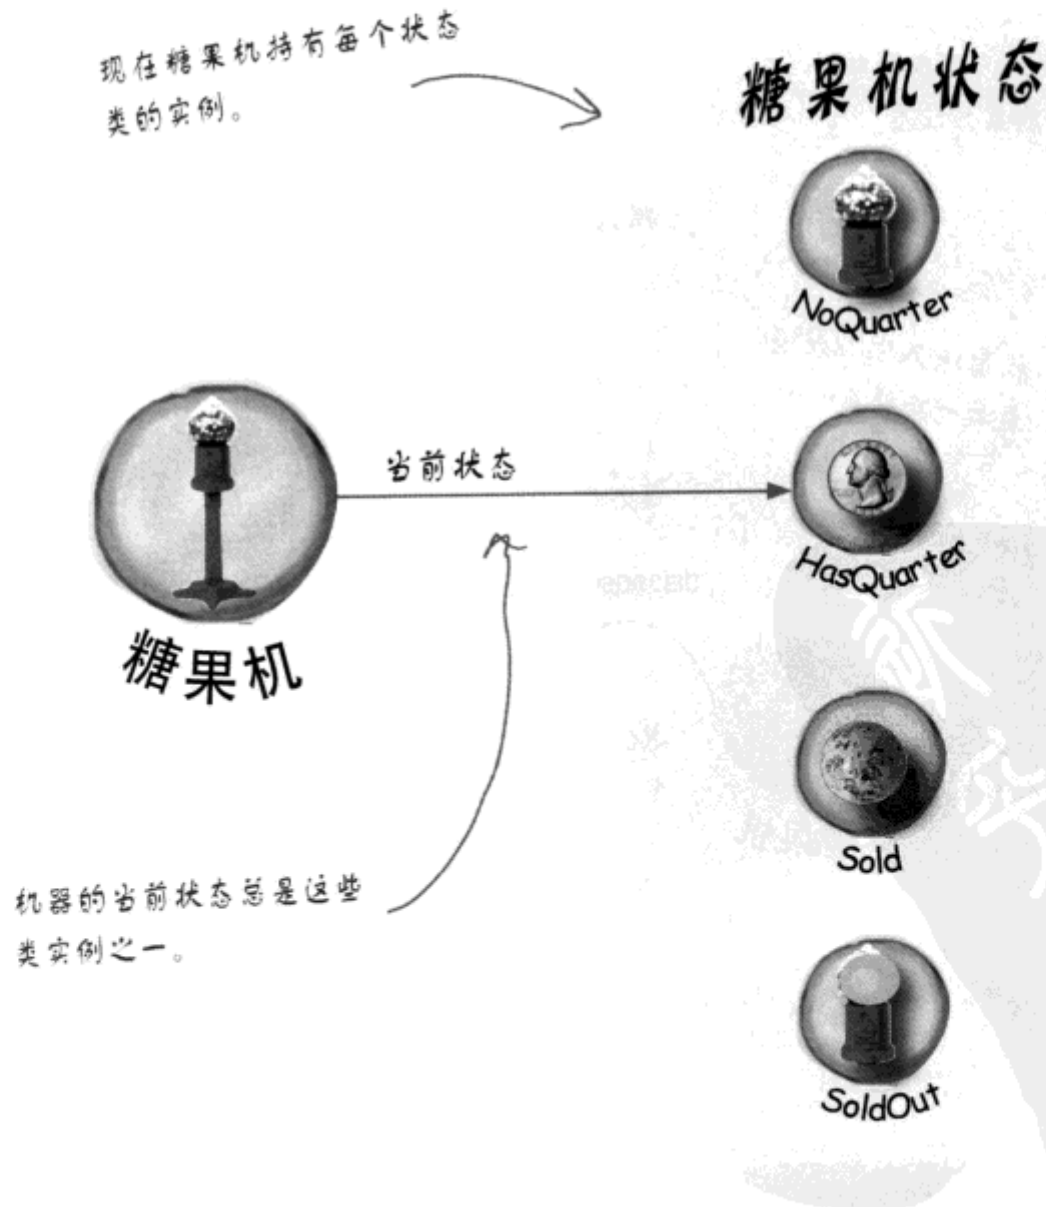 现在糖果机持有每个状态
类的实例。
糖果机状态
NoQuarter
当前状态
HasQuarter
糖果机
Sold
机器的当前状态总是这些
类实例之一。
SoldOut